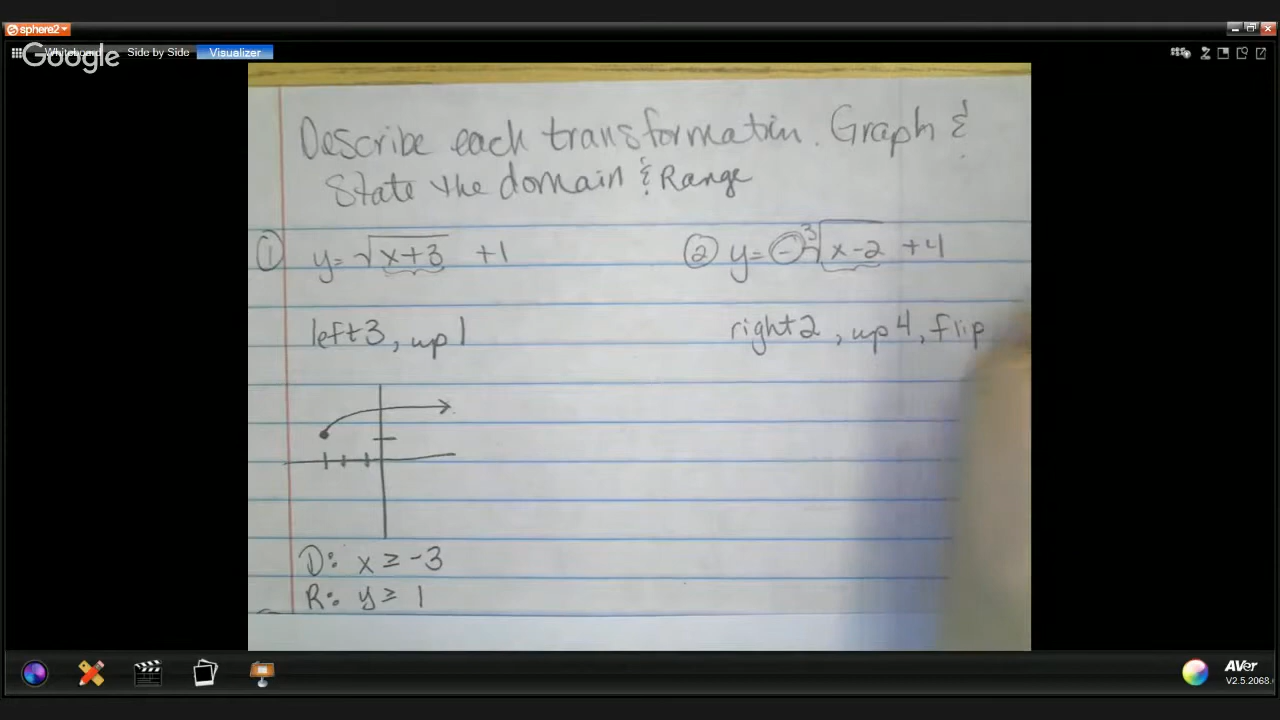 sphere2
Whiteboard Side by Side Visualizer
Google
Describe each transformation. Graph &
State the domain & Range
① y = √x+3 +1
② y = -∛x-2 +4
left 3, up 1
right 2, up 4, flip
D: x ≥ -3
R: y ≥ 1
AVer
V2.5.2068.